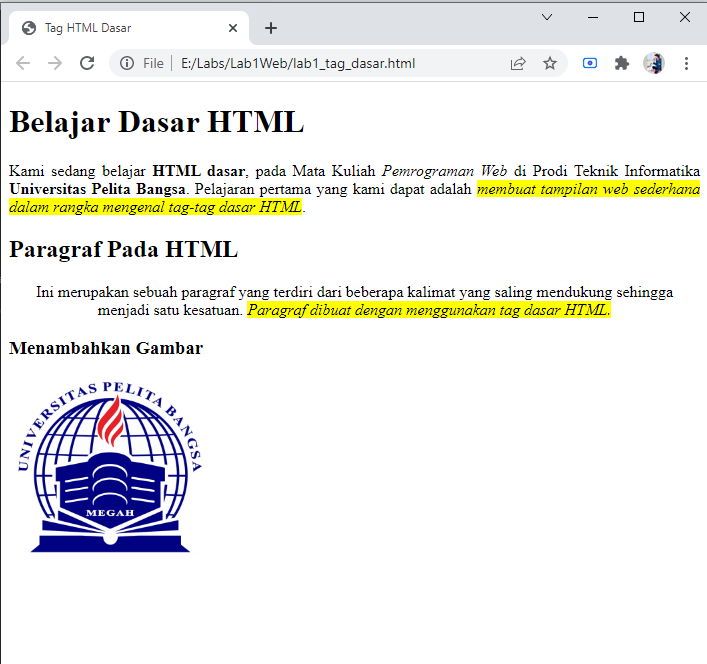 Tag HTML Dasar
File
E:/Labs/Lab1Web/lab1_tag_dasar.html
Belajar Dasar HTML
Kami sedang belajar HTML dasar, pada Mata Kuliah Pemrograman Web di Prodi Teknik Informatika
Universitas Pelita Bangsa. Pelajaran pertama yang kami dapat adalah membuat tampilan web sederhana
dalam rangka mengenal tag-tag dasar HTML.
Paragraf Pada HTML
Ini merupakan sebuah paragraf yang terdiri dari beberapa kalimat yang saling mendukung sehingga
menjadi satu kesatuan. Paragraf dibuat dengan menggunakan tag dasar HTML.
Menambahkan Gambar
UNIVERSITAS PELITA BANGSA
MEGAH